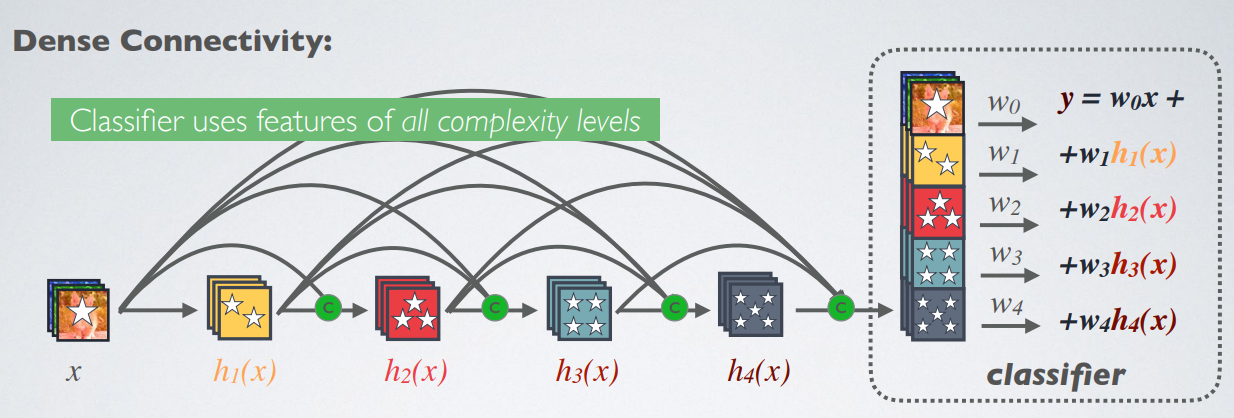 Dense Connectivity:
Classifier uses features of all complexity levels
C
C
C
C
x
h₁(x)
h₂(x)
h₃(x)
h₄(x)
w₀
y = w₀x +
w₁
+w₁h₁(x)
w₂
+w₂h₂(x)
w₃
+w₃h₃(x)
w₄
+w₄h₄(x)
classifier